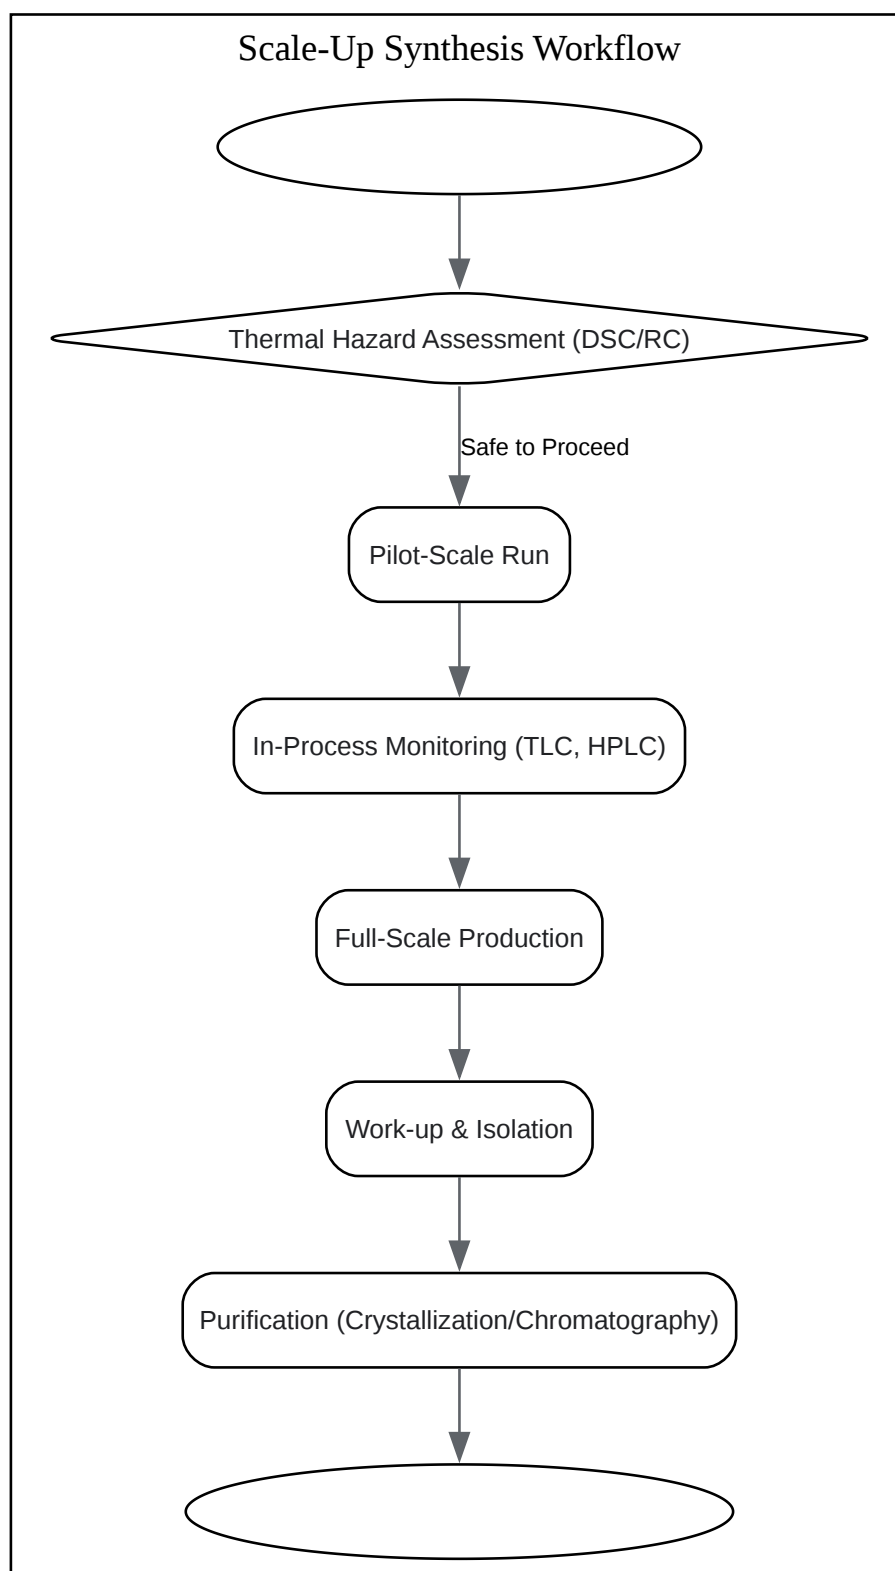 Scale-Up Synthesis Workflow
Thermal Hazard Assessment (DSC/RC)
Safe to Proceed
Pilot-Scale Run
In-Process Monitoring (TLC, HPLC)
Full-Scale Production
Work-up & Isolation
Purification (Crystallization/Chromatography)